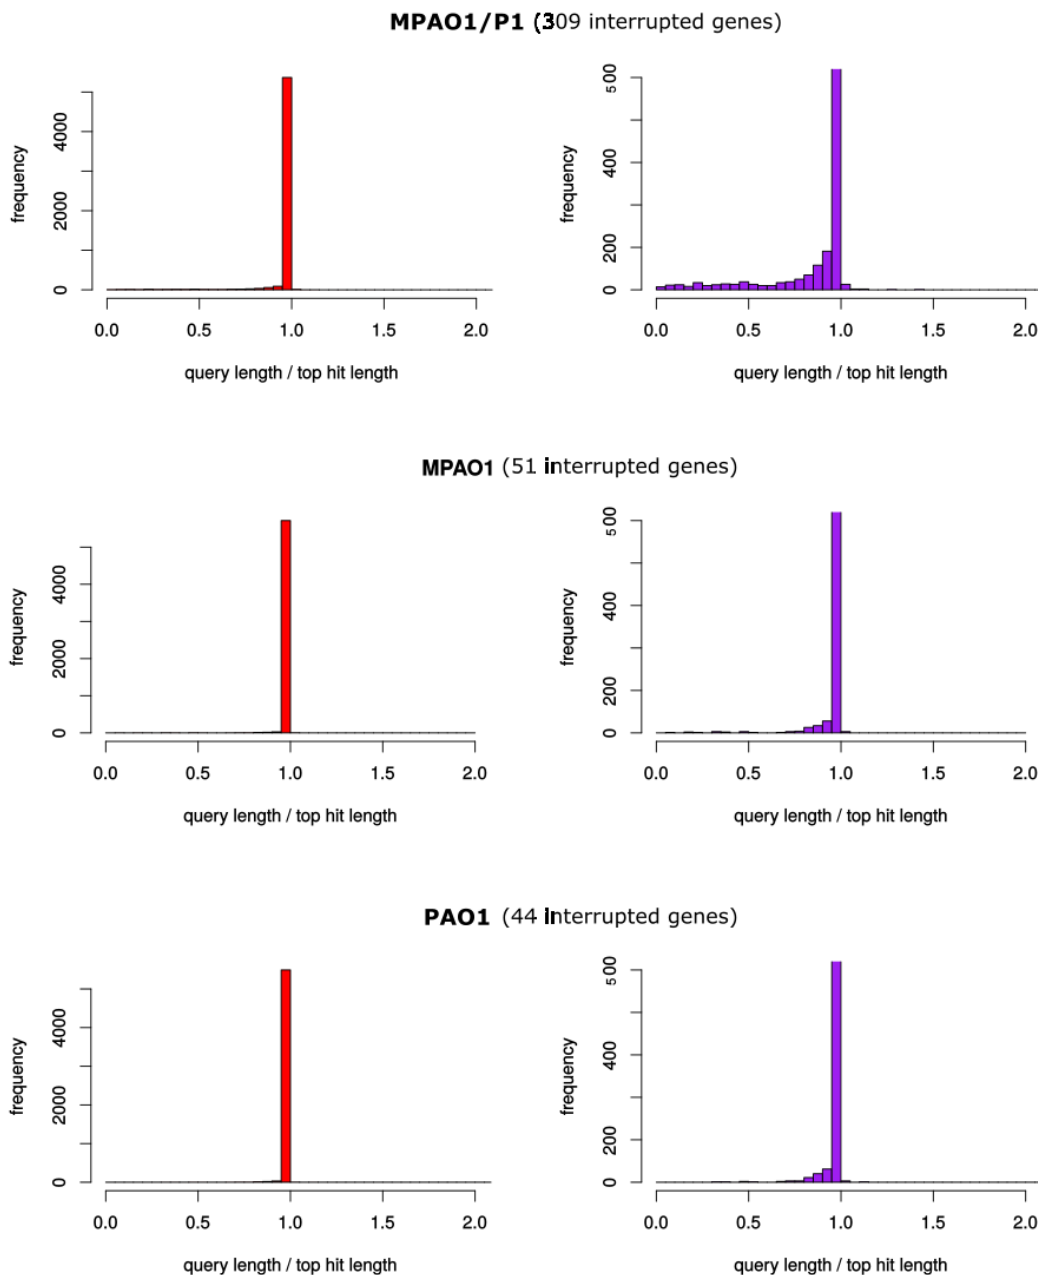 MPAO1/P1 (309 interrupted genes)
frequency
0 2000 4000
0.0 0.5 1.0 1.5 2.0
query length / top hit length
frequency
0 200 400 500
0.0 0.5 1.0 1.5 2.0
query length / top hit length
MPAO1 (51 interrupted genes)
frequency
0 2000 4000
0.0 0.5 1.0 1.5 2.0
query length / top hit length
frequency
0 200 400 500
0.0 0.5 1.0 1.5 2.0
query length / top hit length
PAO1 (44 interrupted genes)
frequency
0 2000 4000
0.0 0.5 1.0 1.5 2.0
query length / top hit length
frequency
0 200 400 500
0.0 0.5 1.0 1.5 2.0
query length / top hit length